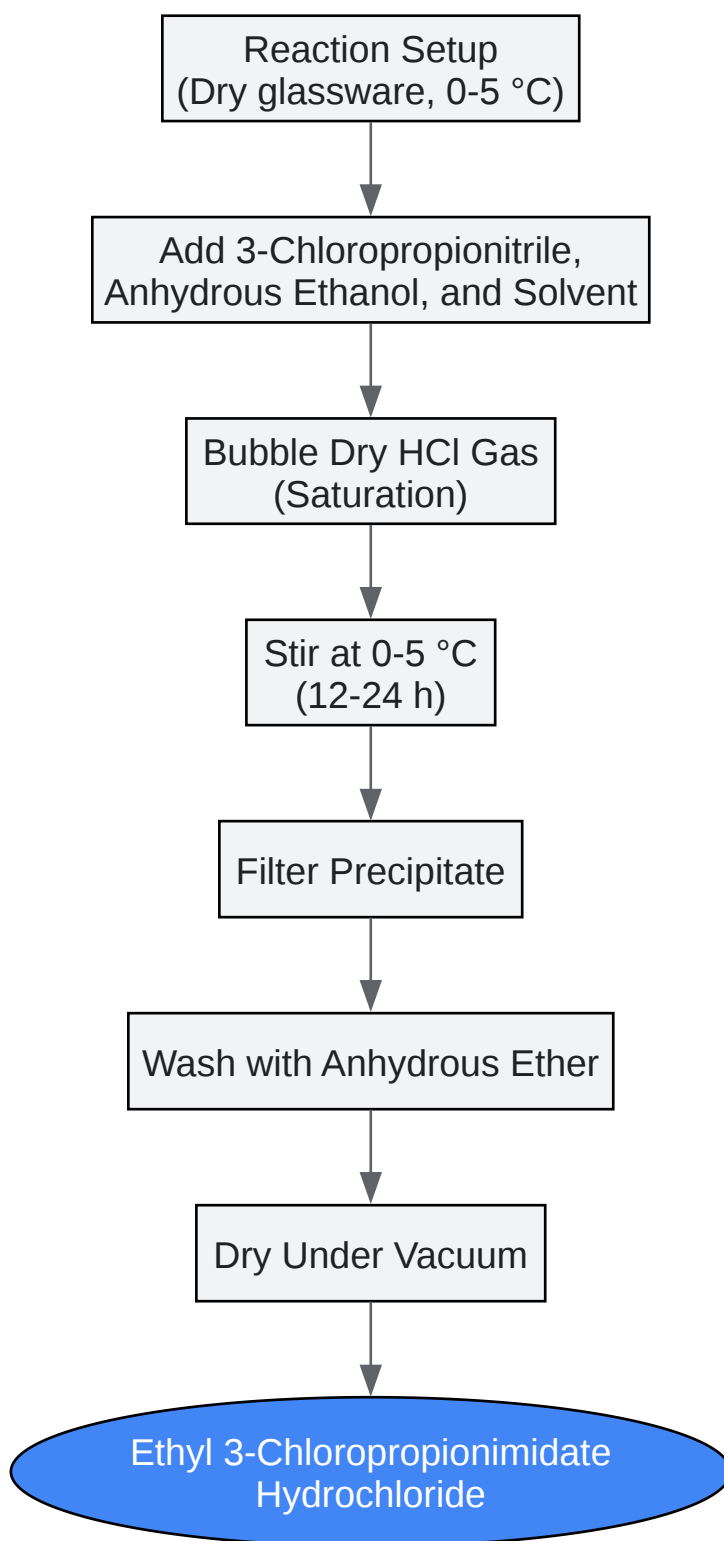 Reaction Setup
(Dry glassware, 0-5 °C)
Add 3-Chloropropionitrile,
Anhydrous Ethanol, and Solvent
Bubble Dry HCl Gas
(Saturation)
Stir at 0-5 °C
(12-24 h)
Filter Precipitate
Wash with Anhydrous Ether
Dry Under Vacuum
Ethyl 3-Chloropropionimidate
Hydrochloride